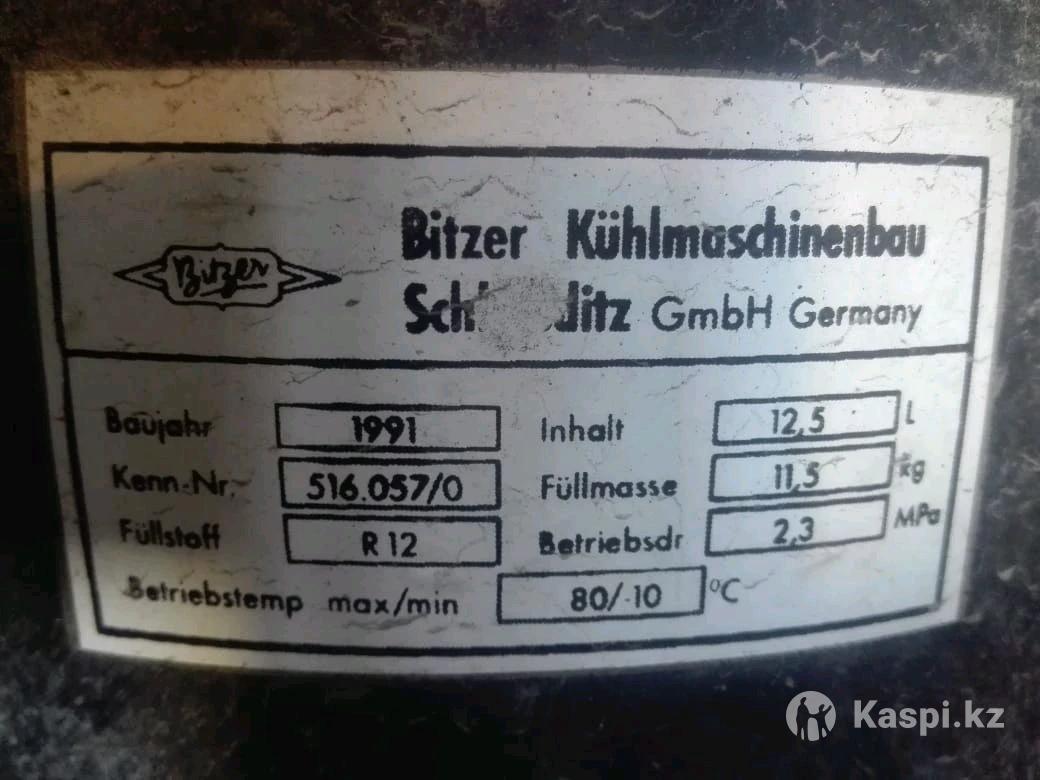 Bitzer
Bitzer Kühlmaschinenbau
GmbH Germany
Baujahr 1991 Inhalt 12,5 L
Kenn-Nr. 516.057/0 Füllmasse 11,5 kg
Füllstoff R 12 Betriebsdr 2,3 MPa
Betriebstemp max/min 80/-10 °C
Kaspi.kz